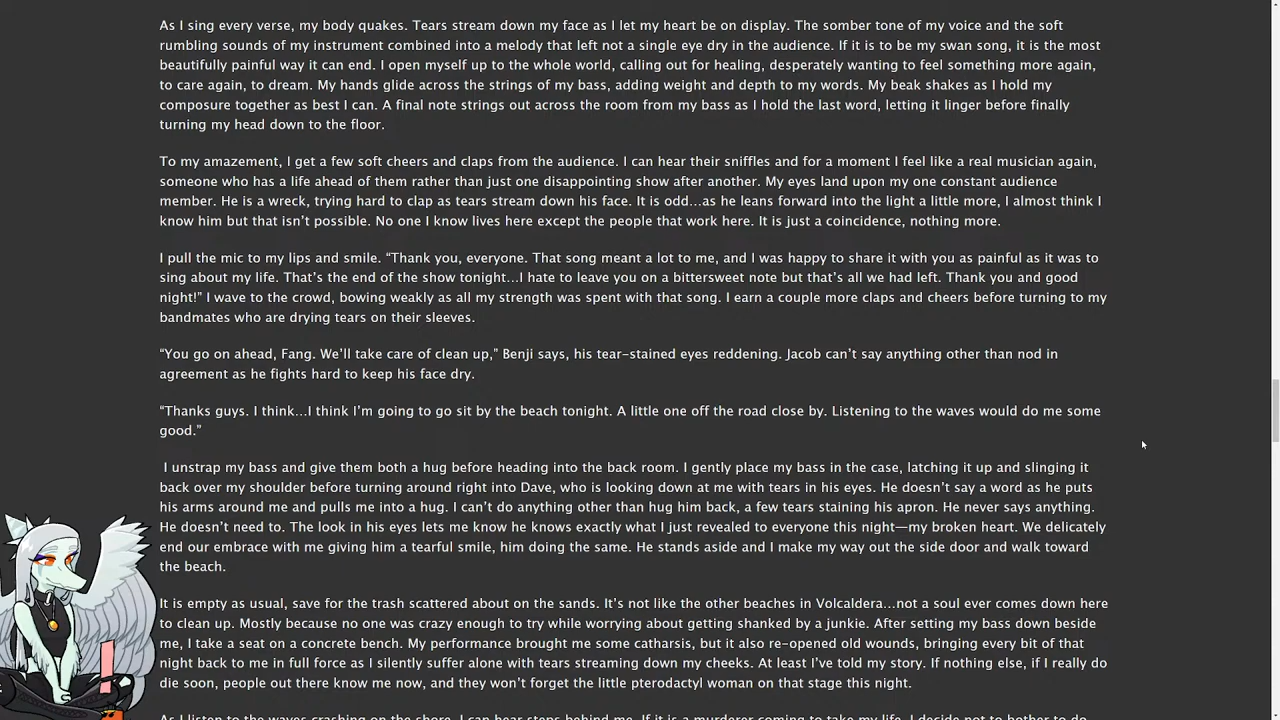 As I sing every verse, my body quakes. Tears stream down my face as I let my heart be on display. The somber tone of my voice and the soft
rumbling sounds of my instrument combined into a melody that left not a single eye dry in the audience. If it is to be my swan song, it is the most
beautifully painful way it can end. I open myself up to the whole world, calling out for healing, desperately wanting to feel something more again,
to care again, to dream. My hands glide across the strings of my bass, adding weight and depth to my words. My beak shakes as I hold my
composure together as best I can. A final note strings out across the room from my bass as I hold the last word, letting it linger before finally
turning my head down to the floor.
To my amazement, I get a few soft cheers and claps from the audience. I can hear their sniffles and for a moment I feel like a real musician again,
someone who has a life ahead of them rather than just one disappointing show after another. My eyes land upon my one constant audience
member. He is a wreck, trying hard to clap as tears stream down his face. It is odd…as he leans forward into the light a little more, I almost think I
know him but that isn’t possible. No one I know lives here except the people that work here. It is just a coincidence, nothing more.
I pull the mic to my lips and smile. “Thank you, everyone. That song meant a lot to me, and I was happy to share it with you as painful as it was to
sing about my life. That’s the end of the show tonight…I hate to leave you on a bittersweet note but that’s all we had left. Thank you and good
night!” I wave to the crowd, bowing weakly as all my strength was spent with that song. I earn a couple more claps and cheers before turning to my
bandmates who are drying tears on their sleeves.
“You go on ahead, Fang. We’ll take care of clean up,” Benji says, his tear-stained eyes reddening. Jacob can’t say anything other than nod in
agreement as he fights hard to keep his face dry.
“Thanks guys. I think…I think I’m going to go sit by the beach tonight. A little one off the road close by. Listening to the waves would do me some
good.”
I unstrap my bass and give them both a hug before heading into the back room. I gently place my bass in the case, latching it up and slinging it
back over my shoulder before turning around right into Dave, who is looking down at me with tears in his eyes. He doesn’t say a word as he puts
his arms around me and pulls me into a hug. I can’t do anything other than hug him back, a few tears staining his apron. He never says anything.
He doesn’t need to. The look in his eyes lets me know he knows exactly what I just revealed to everyone this night—my broken heart. We delicately
end our embrace with me giving him a tearful smile, him doing the same. He stands aside and I make my way out the side door and walk toward
the beach.
It is empty as usual, save for the trash scattered about on the sands. It’s not like the other beaches in Volcaldera…not a soul ever comes down here
to clean up. Mostly because no one was crazy enough to try while worrying about getting shanked by a junkie. After setting my bass down beside
me, I take a seat on a concrete bench. My performance brought me some catharsis, but it also re-opened old wounds, bringing every bit of that
night back to me in full force as I silently suffer alone with tears streaming down my cheeks. At least I’ve told my story. If nothing else, if I really do
die soon, people out there know me now, and they won’t forget the little pterodactyl woman on that stage this night.
As I listen to the waves crashing on the shore, I can hear steps behind me. If it is a murderer coming to take my life, I decide not to bother to do